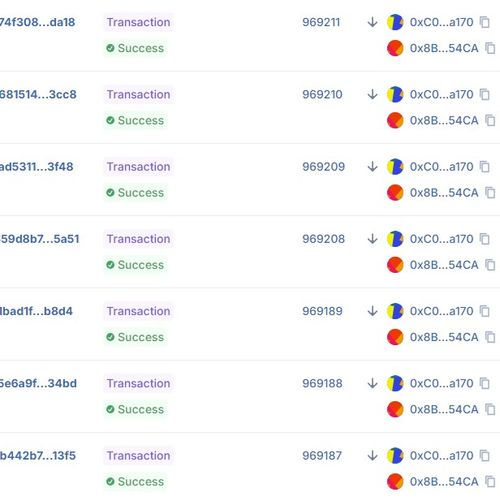 74f308...da18 Transaction 969211 0xC0...a170
Success 0x8B...54CA
681514...3cc8 Transaction 969210 0xC0...a170
Success 0x8B...54CA
ad5311...3f48 Transaction 969209 0xC0...a170
Success 0x8B...54CA
59d8b7...5a51 Transaction 969208 0xC0...a170
Success 0x8B...54CA
lbad1f...b8d4 Transaction 969189 0xC0...a170
Success 0x8B...54CA
5e6a9f...34bd Transaction 969188 0xC0...a170
Success 0x8B...54CA
b442b7...13f5 Transaction 969187 0xC0...a170
Success 0x8B...54CA